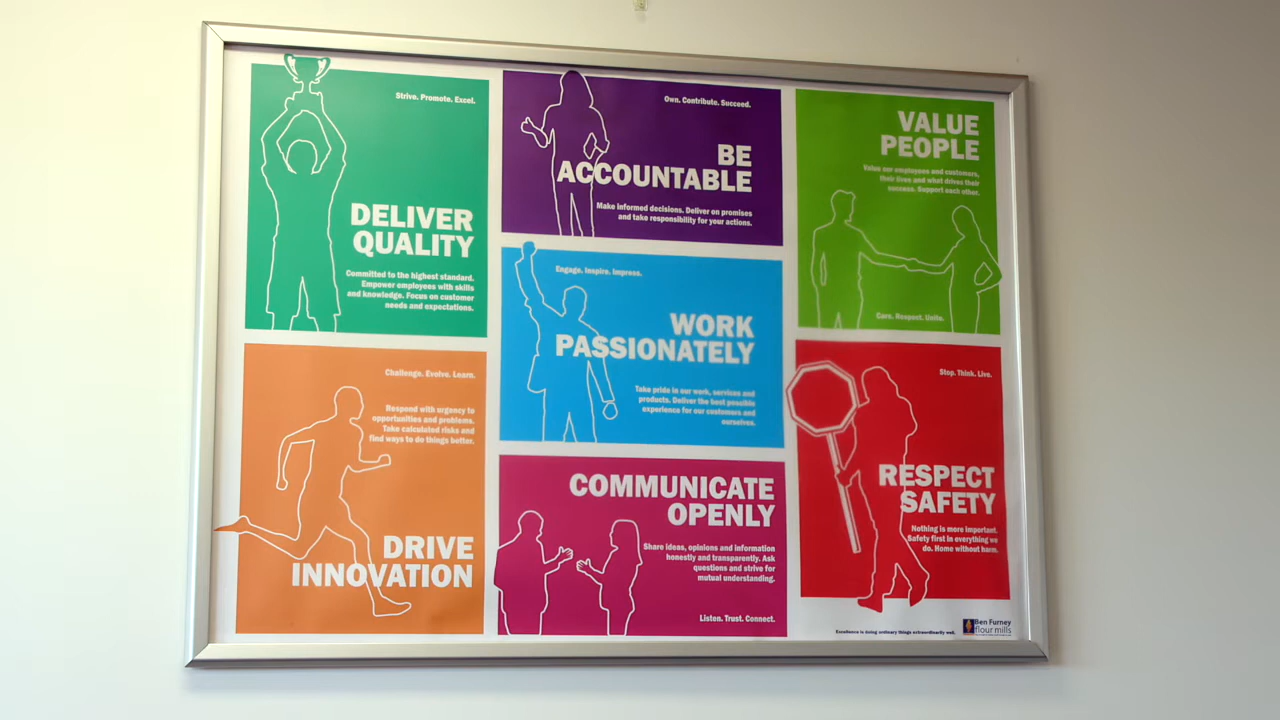 Strive. Promote. Excel.
DELIVER
QUALITY
Committed to the highest standard.
Empower employees with skills
and knowledge. Focus on customer
needs and expectations.
Own. Contribute. Succeed.
BE
ACCOUNTABLE
Make informed decisions. Deliver on promises
and take responsibility for your actions.
VALUE
PEOPLE
Value our employees and customers,
their lives and what drives their
success. Support each other.
Care. Respect. Unite.
Engage. Inspire. Impress.
WORK
PASSIONATELY
Take pride in our work, services and
products. Deliver the best possible
experience for our customers and
ourselves.
Challenge. Evolve. Learn.
Respond with urgency to
opportunities and problems.
Take calculated risks and
find ways to do things better.
DRIVE
INNOVATION
COMMUNICATE
OPENLY
Share ideas, opinions and information
honestly and transparently. Ask
questions and strive for
mutual understanding.
Listen. Trust. Connect.
Stop. Think. Live.
RESPECT
SAFETY
Nothing is more important.
Safety first in everything we
do. Home without harm.
Excellence is doing ordinary things extraordinarily well.
Ben Furney
flour mills